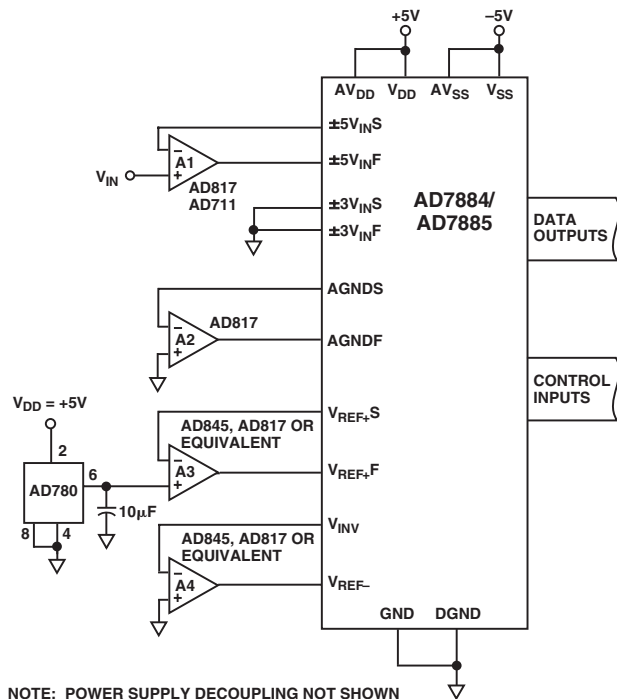 +5V
–5V
AVDD
VDD
AVSS
VSS
±5VINS
–
A1
+
VIN
±5VINF
AD817
AD711
±3VINS
±3VINF
AD7884/
AD7885
DATA
OUTPUTS
AGNDS
–
A2
+
AD817
AGNDF
CONTROL
INPUTS
VDD = +5V
2
AD780
6
8
4
10µF
VREF+S
AD845, AD817 OR
EQUIVALENT
–
A3
+
VREF+F
VINV
AD845, AD817 OR
EQUIVALENT
–
A4
+
VREF–
GND
DGND
NOTE: POWER SUPPLY DECOUPLING NOT SHOWN